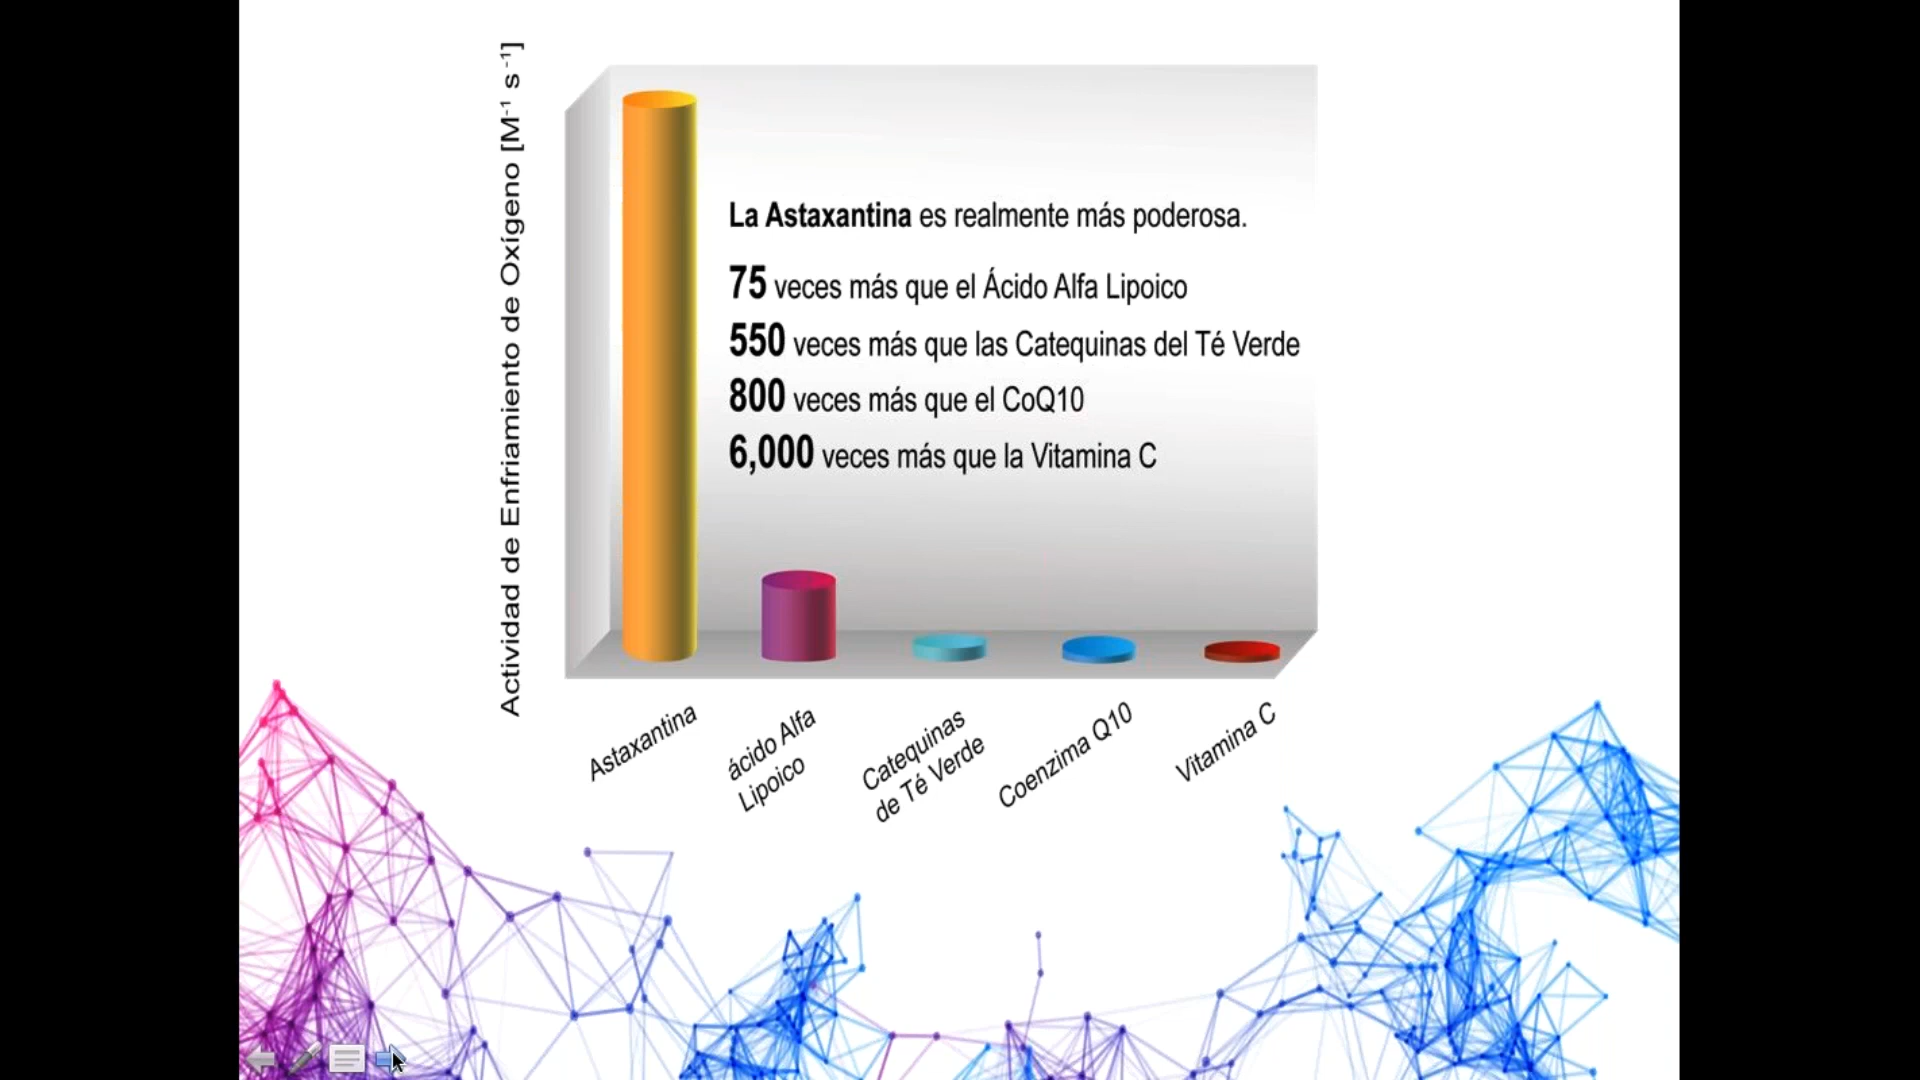 Actividad de Enfriamiento de Oxígeno [M⁻¹ s⁻¹]
La Astaxantina es realmente más poderosa.
75 veces más que el Ácido Alfa Lipoico
550 veces más que las Catequinas del Té Verde
800 veces más que el CoQ10
6,000 veces más que la Vitamina C
Astaxantina
ácido Alfa
Lipoico
Catequinas
de Té Verde
Coenzima Q10
Vitamina C